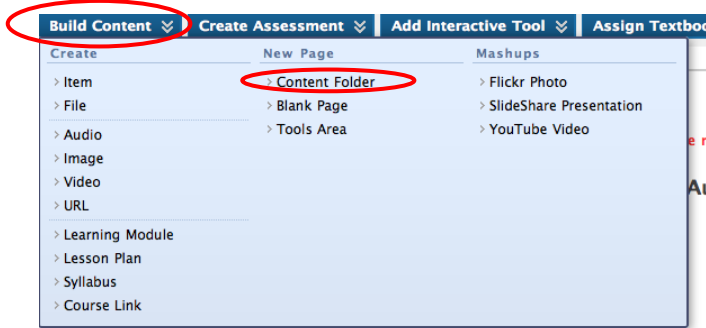 Build Content Create Assessment Add Interactive Tool Assign
Create
Item
File
Audio
Image
Video
URL
Learning Module
Lesson Plan
Syllabus
Course Link
New Page
Content Folder
Blank Page
Tools Area
Mashups
Flickr Photo
SlideShare Presentation
YouTube Video